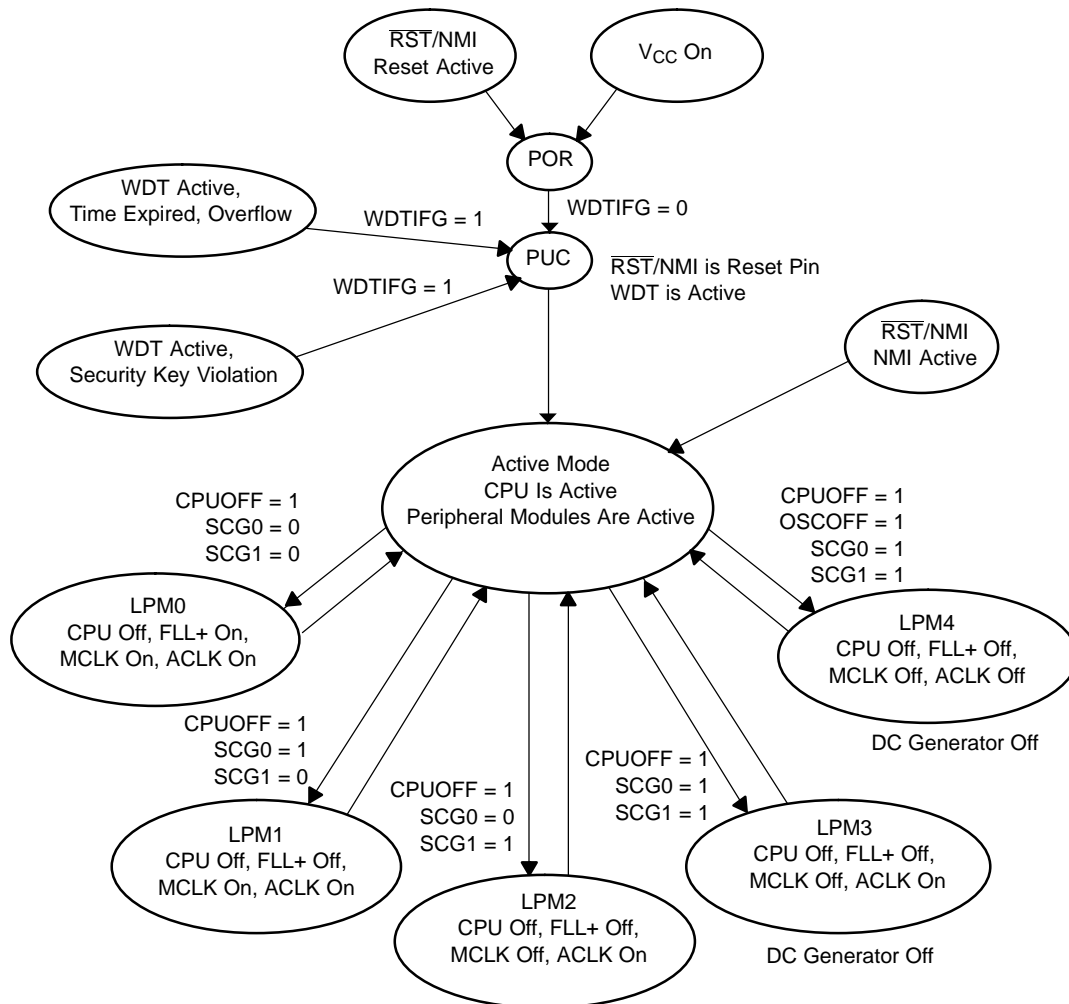 RST/NMI
Reset Active
VCC On
POR
WDTIFG = 0
WDT Active,
Time Expired, Overflow
WDTIFG = 1
PUC
RST/NMI is Reset Pin
WDT is Active
WDTIFG = 1
WDT Active,
Security Key Violation
RST/NMI
NMI Active
Active Mode
CPU Is Active
Peripheral Modules Are Active
CPUOFF = 1
SCG0 = 0
SCG1 = 0
CPUOFF = 1
OSCOFF = 1
SCG0 = 1
SCG1 = 1
LPM0
CPU Off, FLL+ On,
MCLK On, ACLK On
LPM4
CPU Off, FLL+ Off,
MCLK Off, ACLK Off
DC Generator Off
CPUOFF = 1
SCG0 = 1
SCG1 = 0
CPUOFF = 1
SCG0 = 0
SCG1 = 1
CPUOFF = 1
SCG0 = 1
SCG1 = 1
LPM1
CPU Off, FLL+ Off,
MCLK On, ACLK On
LPM2
CPU Off, FLL+ Off,
MCLK Off, ACLK On
LPM3
CPU Off, FLL+ Off,
MCLK Off, ACLK On
DC Generator Off